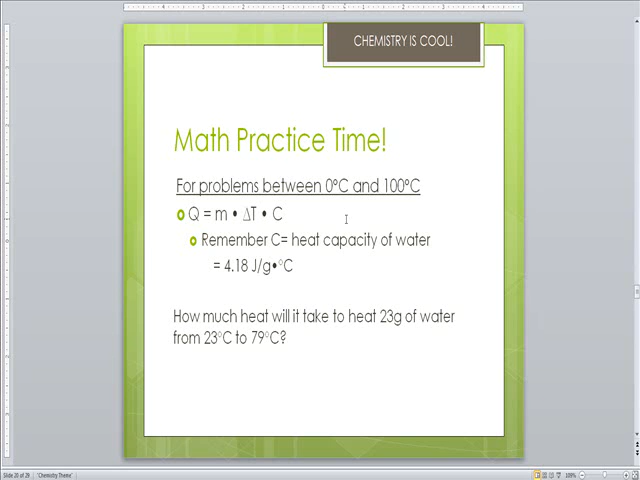 CHEMISTRY IS COOL!
Math Practice Time!
For problems between 0°C and 100°C
Q = m • ΔT • C
Remember C= heat capacity of water
= 4.18 J/g•°C
How much heat will it take to heat 23g of water
from 23°C to 79°C?
Slide 20 of 29 "Chemistry Theme" 109%